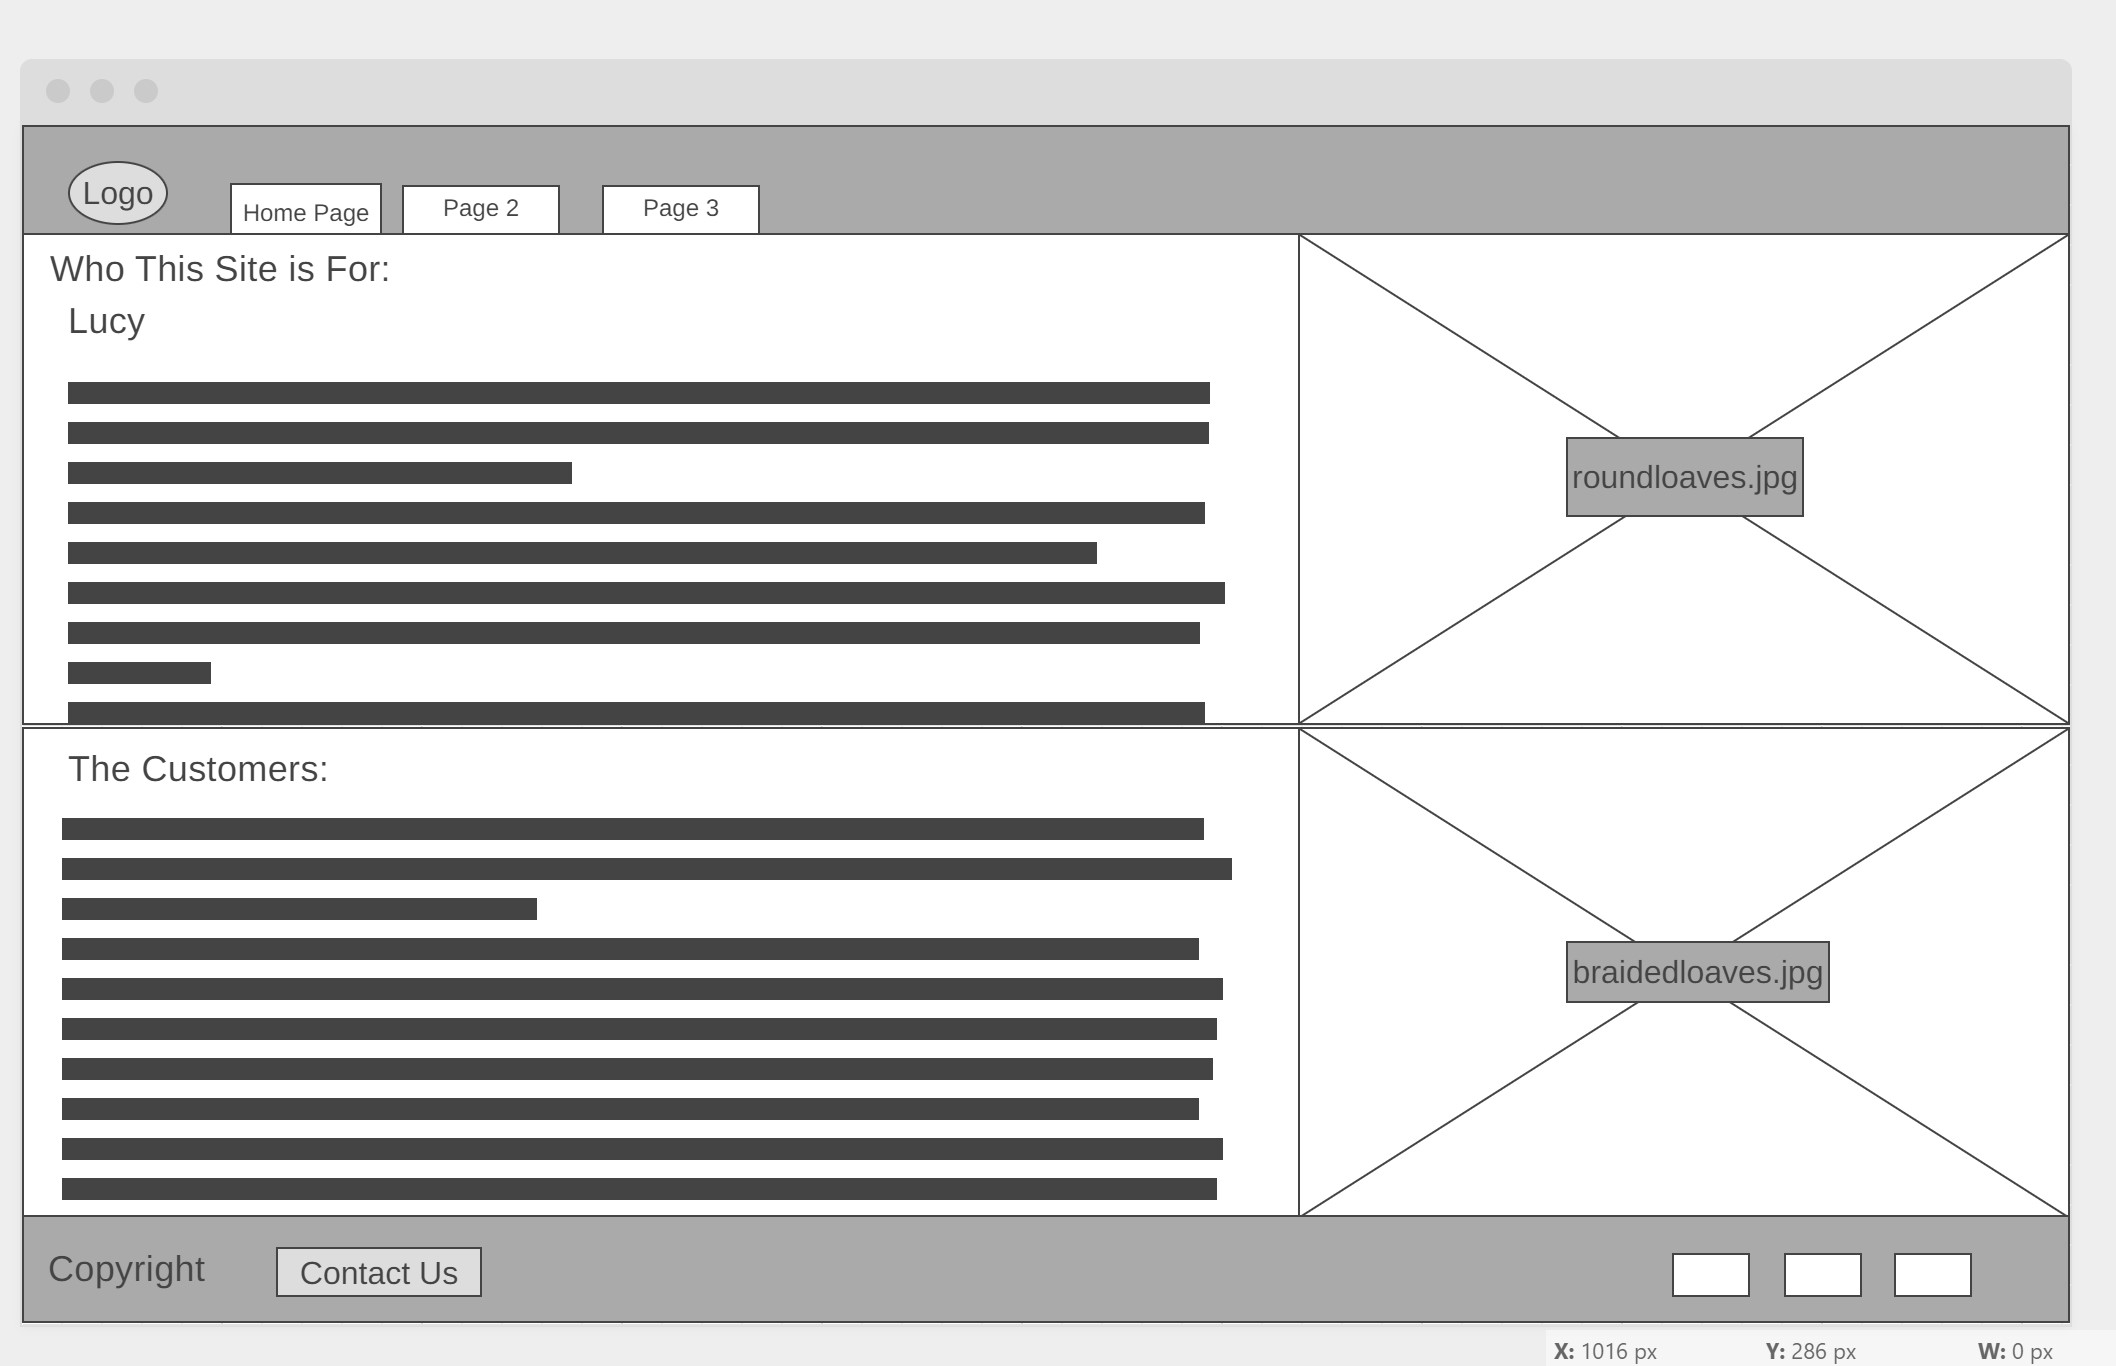 Logo
Home Page
Page 2
Page 3
Who This Site is For:
Lucy
roundloaves.jpg
The Customers:
braidedloaves.jpg
Copyright
Contact Us
X: 1016 px
Y: 286 px
W: 0 px